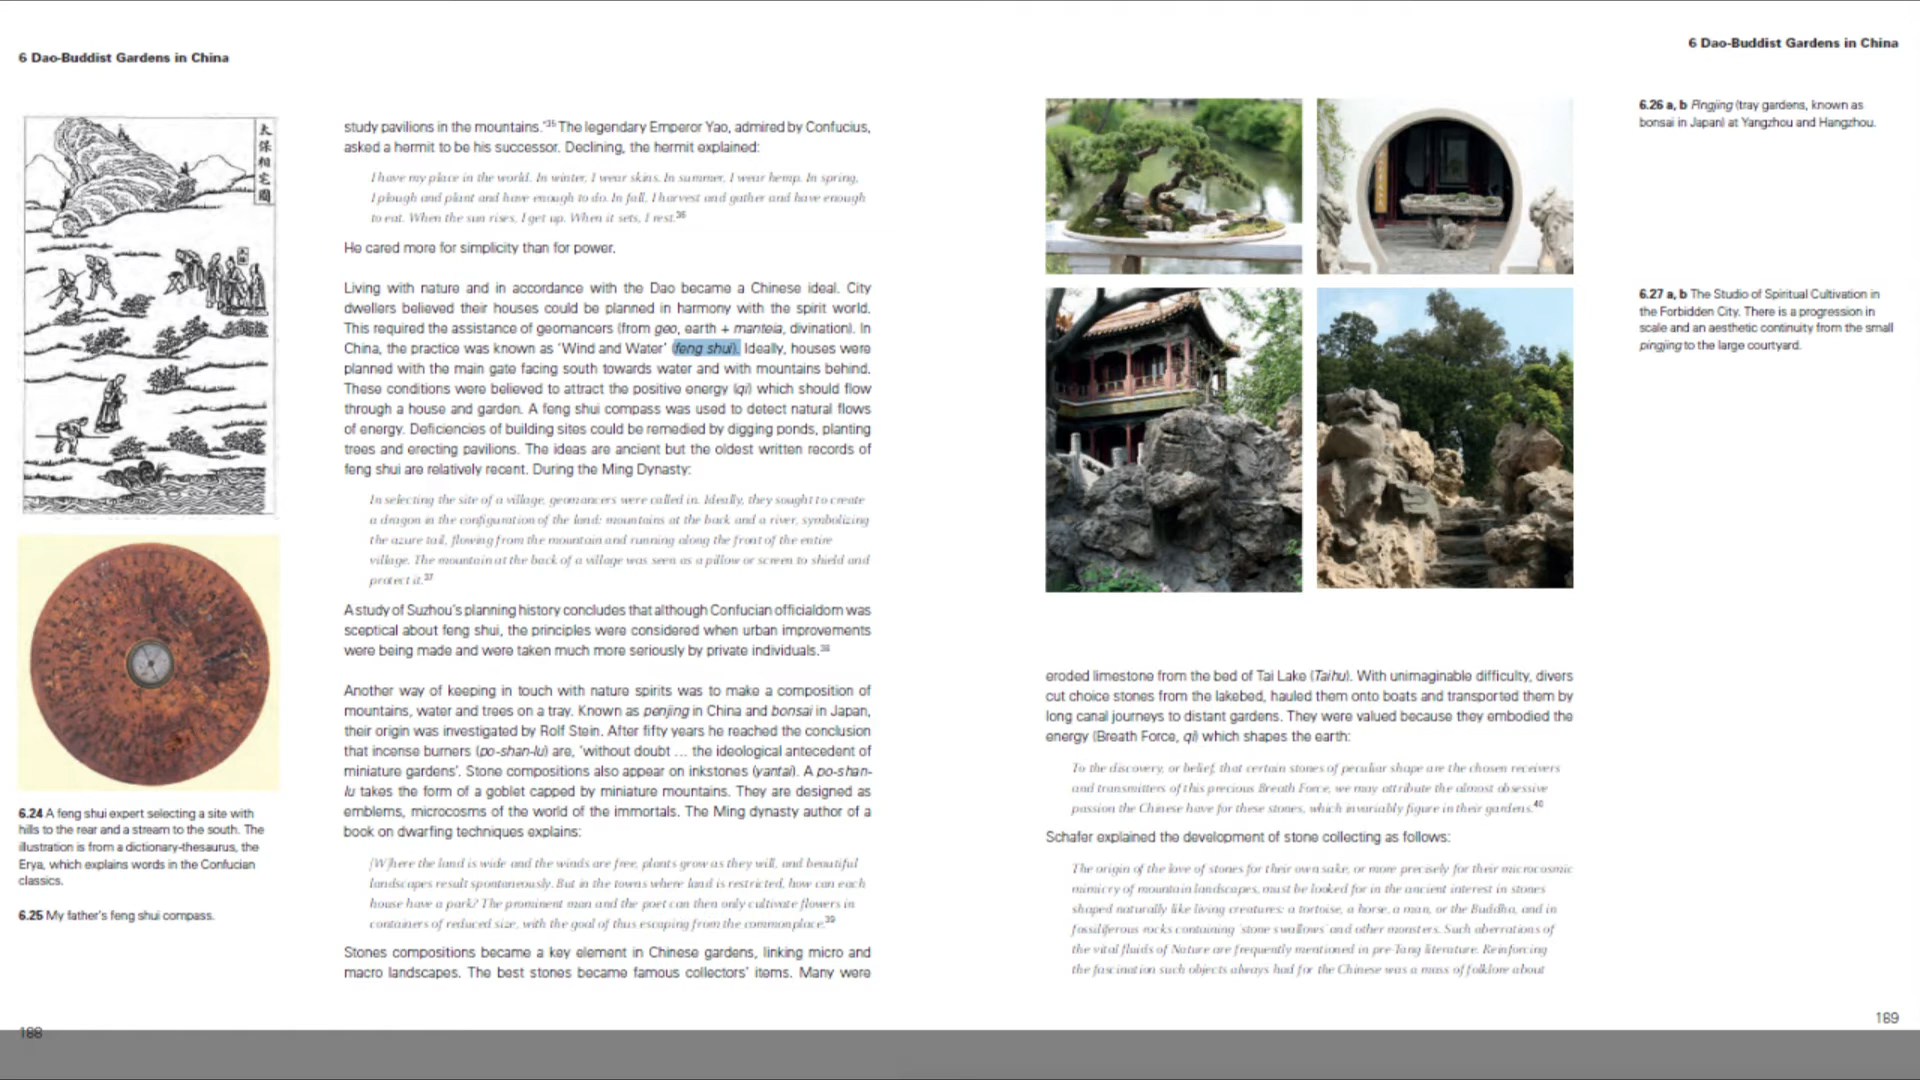 6 Dao-Buddist Gardens in China
太保相宅圖
太保
6.24 A feng shui expert selecting a site with
hills to the rear and a stream to the south. The
illustration is from a dictionary-thesaurus, the
Erya, which explains words in the Confucian
classics.
6.25 My father's feng shui compass.
study pavilions in the mountains.'35 The legendary Emperor Yao, admired by Confucius,
asked a hermit to be his successor. Declining, the hermit explained:
I have my place in the world. In winter, I wear skins. In summer, I wear hemp. In spring,
I plough and plant and have enough to do. In fall, I harvest and gather and have enough
to eat. When the sun rises, I get up. When it sets, I rest.36
He cared more for simplicity than for power.
Living with nature and in accordance with the Dao became a Chinese ideal. City
dwellers believed their houses could be planned in harmony with the spirit world.
This required the assistance of geomancers (from geo, earth + manteia, divination). In
China, the practice was known as 'Wind and Water' (feng shui). Ideally, houses were
planned with the main gate facing south towards water and with mountains behind.
These conditions were believed to attract the positive energy (qi) which should flow
through a house and garden. A feng shui compass was used to detect natural flows
of energy. Deficiencies of building sites could be remedied by digging ponds, planting
trees and erecting pavilions. The ideas are ancient but the oldest written records of
feng shui are relatively recent. During the Ming Dynasty:
In selecting the site of a village, geomancers were called in. Ideally, they sought to create
a dragon in the configuration of the land: mountains at the back and a river, symbolizing
the azure tail, flowing from the mountain and running along the front of the entire
village. The mountain at the back of a village was seen as a pillow or screen to shield and
protect it.37
A study of Suzhou's planning history concludes that although Confucian officialdom was
sceptical about feng shui, the principles were considered when urban improvements
were being made and were taken much more seriously by private individuals.38
Another way of keeping in touch with nature spirits was to make a composition of
mountains, water and trees on a tray. Known as penjing in China and bonsai in Japan,
their origin was investigated by Rolf Stein. After fifty years he reached the conclusion
that incense burners (po-shan-lu) are, 'without doubt ... the ideological antecedent of
miniature gardens'. Stone compositions also appear on inkstones (yantai). A po-shan-
lu takes the form of a goblet capped by miniature mountains. They are designed as
emblems, microcosms of the world of the immortals. The Ming dynasty author of a
book on dwarfing techniques explains:
[W]here the land is wide and the winds are free, plants grow as they will, and beautiful
landscapes result spontaneously. But in the towns where land is restricted, how can each
house have a park? The prominent man and the poet can then only cultivate flowers in
containers of reduced size, with the goal of thus escaping from the commonplace.39
Stones compositions became a key element in Chinese gardens, linking micro and
macro landscapes. The best stones became famous collectors' items. Many were
188
6 Dao-Buddist Gardens in China
6.26 a, b Pingjing (tray gardens, known as
bonsai in Japan) at Yangzhou and Hangzhou.
6.27 a, b The Studio of Spiritual Cultivation in
the Forbidden City. There is a progression in
scale and an aesthetic continuity from the small
pingjing to the large courtyard.
eroded limestone from the bed of Tai Lake (Taihu). With unimaginable difficulty, divers
cut choice stones from the lakebed, hauled them onto boats and transported them by
long canal journeys to distant gardens. They were valued because they embodied the
energy (Breath Force, qi) which shapes the earth:
To the discovery, or belief, that certain stones of peculiar shape are the chosen receivers
and transmitters of this precious Breath Force, we may attribute the almost obsessive
passion the Chinese have for these stones, which invariably figure in their gardens.40
Schafer explained the development of stone collecting as follows:
The origin of the love of stones for their own sake, or more precisely for their microcosmic
mimicry of mountain landscapes, must be looked for in the ancient interest in stones
shaped naturally like living creatures: a tortoise, a horse, a man, or the Buddha, and in
fossiliferous rocks containing 'stone swallows' and other monsters. Such aberrations of
the vital fluids of Nature are frequently mentioned in pre-Tang literature. Reinforcing
the fascination such objects always had for the Chinese was a mass of folklore about
189